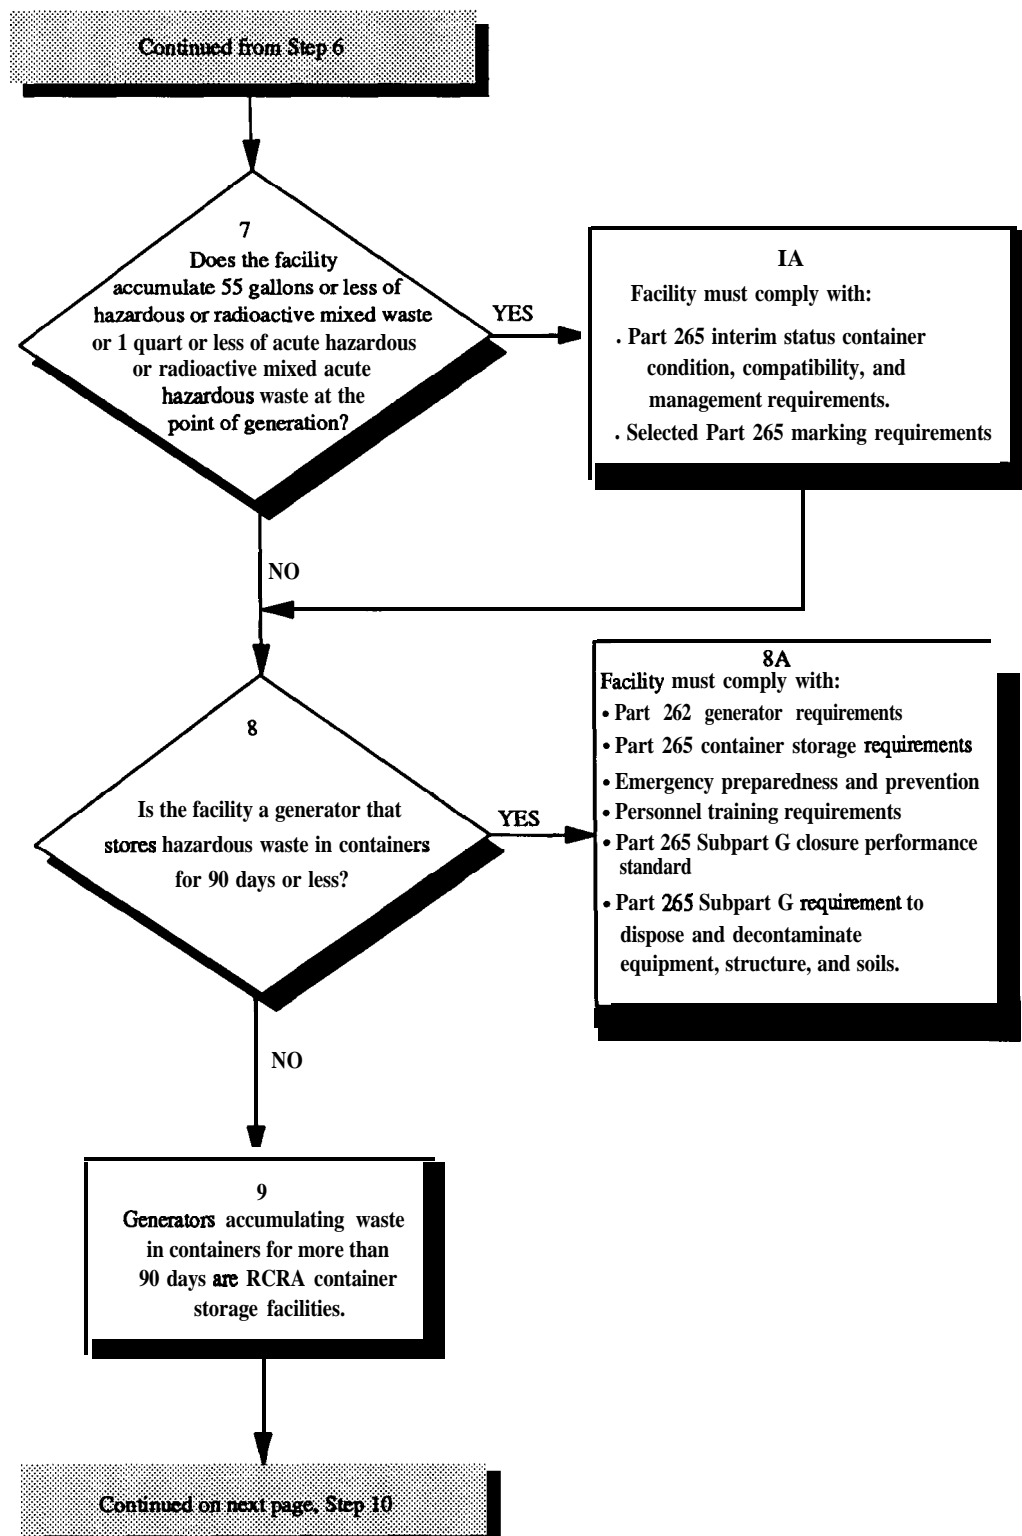 Continued from Step 6
7
Does the facility
accumulate 55 gallons or less of
hazardous or radioactive mixed waste
or 1 quart or less of acute hazardous
or radioactive mixed acute
hazardous waste at the
point of generation?
YES
IA
Facility must comply with:
. Part 265 interim status container
condition, compatibility, and
management requirements.
. Selected Part 265 marking requirements
NO
8
Is the facility a generator that
stores hazardous waste in containers
for 90 days or less?
YES
8A
Facility must comply with:
• Part 262 generator requirements
• Part 265 container storage requirements
• Emergency preparedness and prevention
• Personnel training requirements
• Part 265 Subpart G closure performance
standard
• Part 265 Subpart G requirement to
dispose and decontaminate
equipment, structure, and soils.
NO
9
Generators accumulating waste
in containers for more than
90 days are RCRA container
storage facilities.
Continued on next page, Step 10